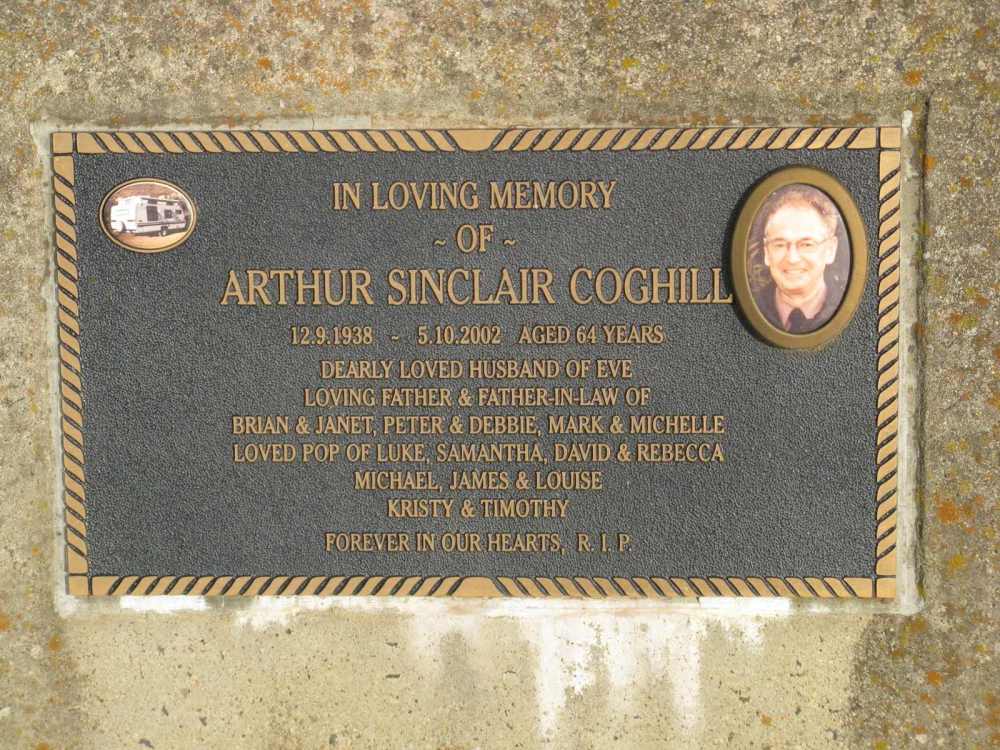 IN LOVING MEMORY
~ OF ~
ARTHUR SINCLAIR COGHILL
12.9.1938 ~ 5.10.2002 AGED 64 YEARS
DEARLY LOVED HUSBAND OF EVE
LOVING FATHER & FATHER-IN-LAW OF
BRIAN & JANET, PETER & DEBBIE, MARK & MICHELLE
LOVED POP OF LUKE, SAMANTHA, DAVID & REBECCA
MICHAEL, JAMES & LOUISE
KRISTY & TIMOTHY
FOREVER IN OUR HEARTS, R. I. P.